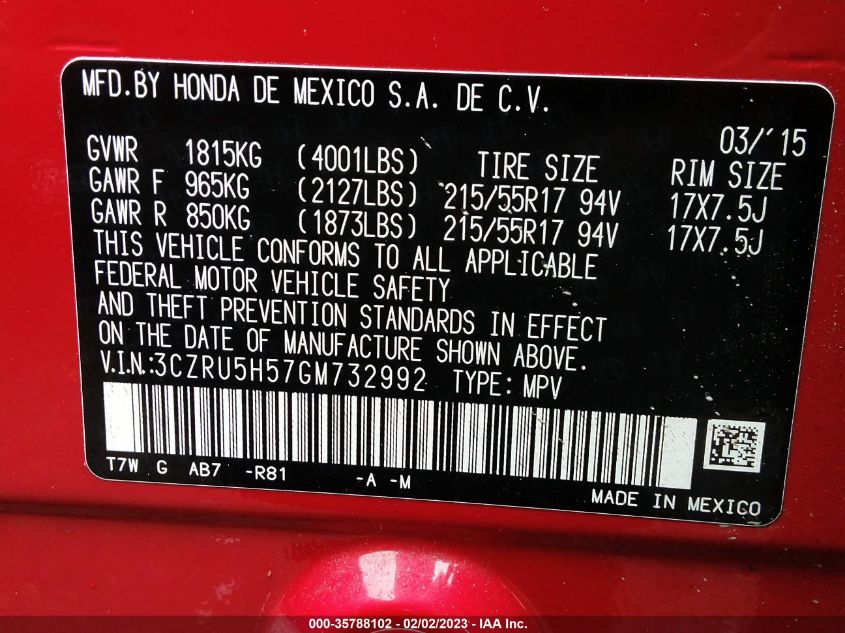 MFD.BY HONDA DE MEXICO S.A. DE C.V.
03/'15
GVWR 1815KG (4001LBS) TIRE SIZE RIM SIZE
GAWR F 965KG (2127LBS) 215/55R17 94V 17X7.5J
GAWR R 850KG (1873LBS) 215/55R17 94V 17X7.5J
THIS VEHICLE CONFORMS TO ALL APPLICABLE
FEDERAL MOTOR VEHICLE SAFETY
AND THEFT PREVENTION STANDARDS IN EFFECT
ON THE DATE OF MANUFACTURE SHOWN ABOVE.
V.I.N.:3CZRU5H57GM732992 TYPE: MPV
T7W G AB7 -R81 -A -M
MADE IN MEXICO
000-35788102 - 02/02/2023 - IAA Inc.